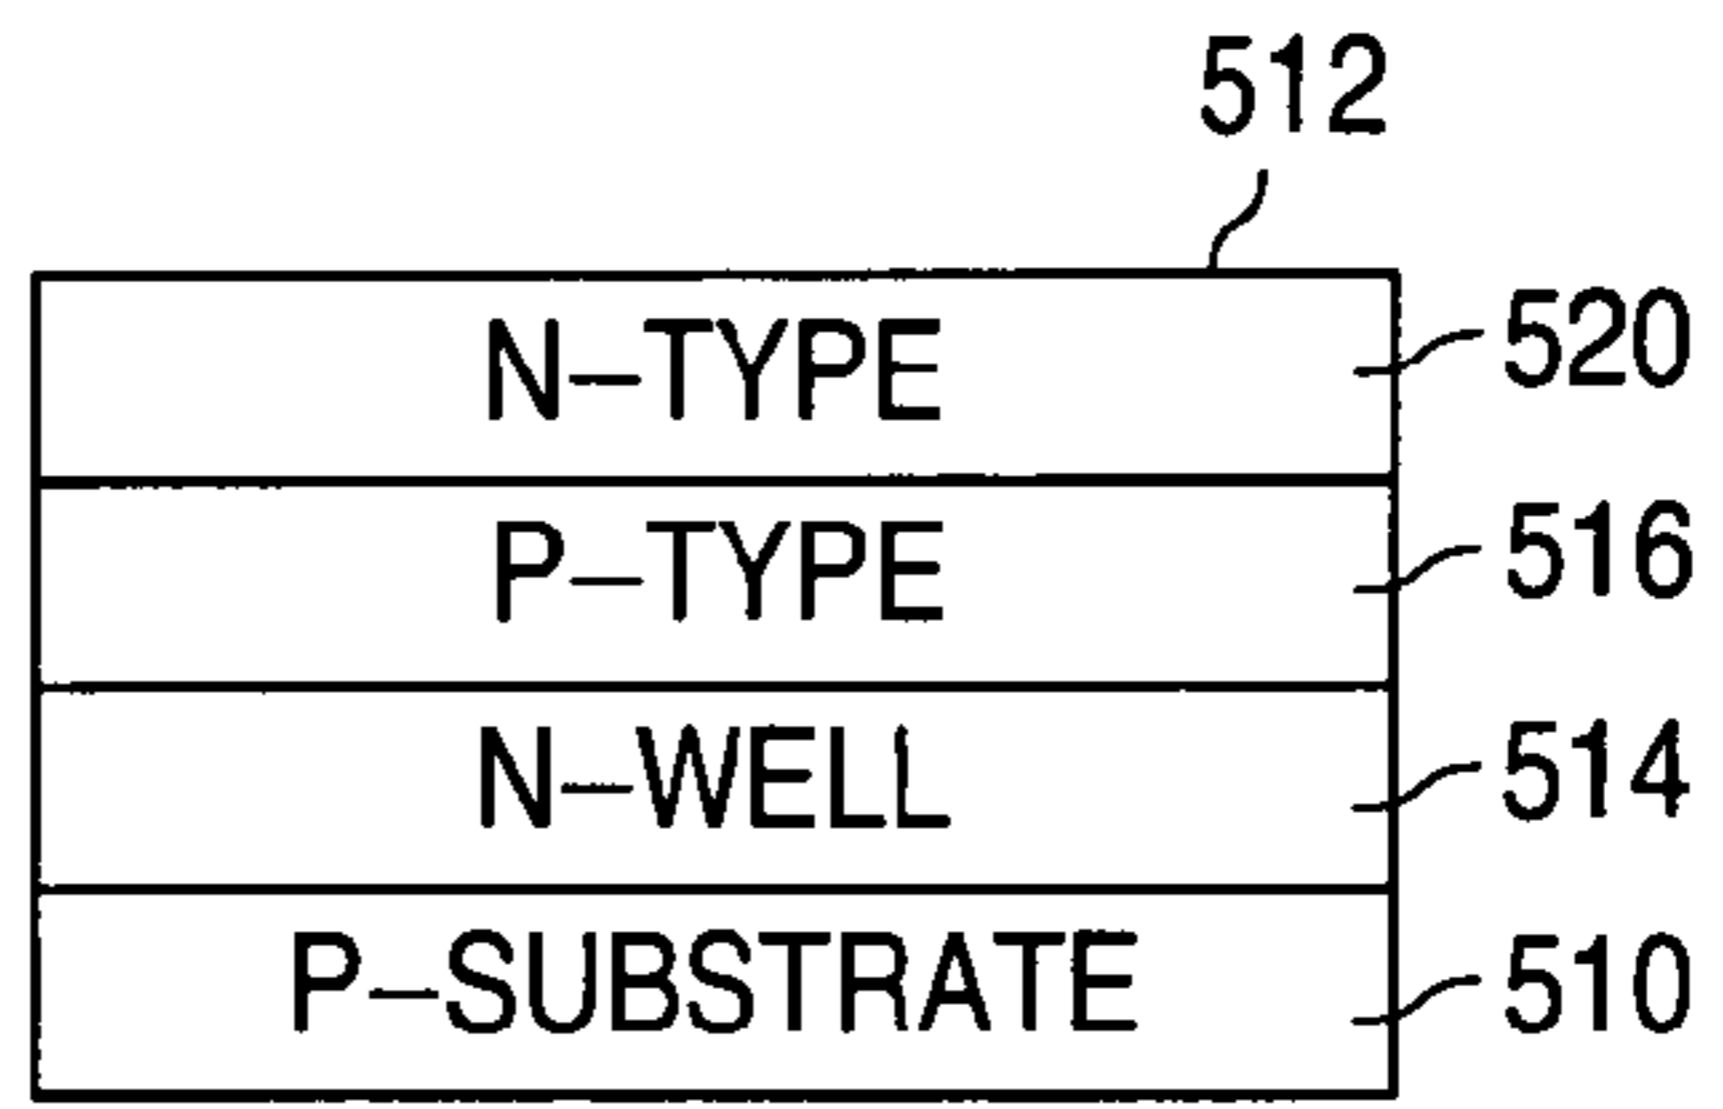 512
N–TYPE 520
P–TYPE 516
N–WELL 514
P–SUBSTRATE 510